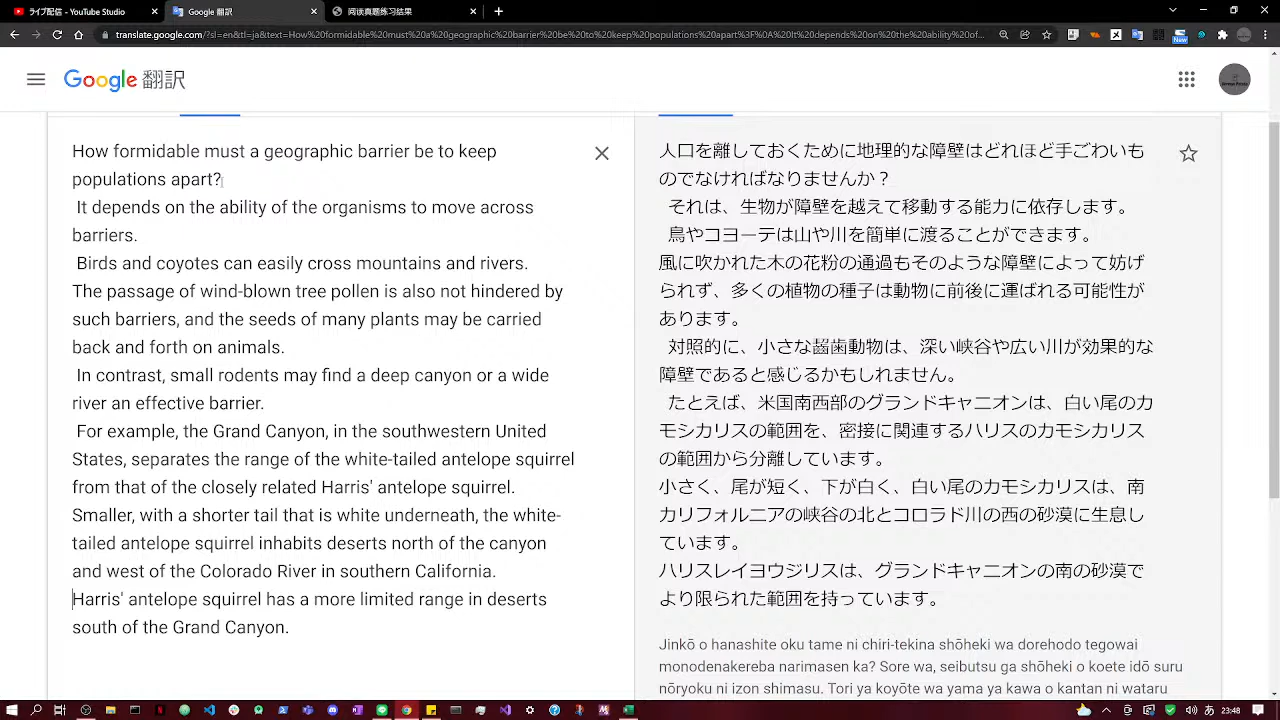 ライブ配信 - YouTube Studio
Google 翻訳
阅读真题练习结果
translate.google.com/?sl=en&tl=ja&text=How%20formidable%20must%20a%20geographic%20barrier%20be%20to%20keep%20populations%20apart%3F%0A%20It%20depends%20on%20the%20ability%20of...
New
Google 翻訳
How formidable must a geographic barrier be to keep
populations apart?
It depends on the ability of the organisms to move across
barriers.
Birds and coyotes can easily cross mountains and rivers.
The passage of wind-blown tree pollen is also not hindered by
such barriers, and the seeds of many plants may be carried
back and forth on animals.
In contrast, small rodents may find a deep canyon or a wide
river an effective barrier.
For example, the Grand Canyon, in the southwestern United
States, separates the range of the white-tailed antelope squirrel
from that of the closely related Harris' antelope squirrel.
Smaller, with a shorter tail that is white underneath, the white-
tailed antelope squirrel inhabits deserts north of the canyon
and west of the Colorado River in southern California.
Harris' antelope squirrel has a more limited range in deserts
south of the Grand Canyon.
人口を離しておくために地理的な障壁はどれほど手ごわいも
のでなければなりませんか？
それは、生物が障壁を越えて移動する能力に依存します。
鳥やコヨーテは山や川を簡単に渡ることができます。
風に吹かれた木の花粉の通過もそのような障壁によって妨げ
られず、多くの植物の種子は動物に前後に運ばれる可能性が
あります。
対照的に、小さな齧歯動物は、深い峡谷や広い川が効果的な
障壁であると感じるかもしれません。
たとえば、米国南西部のグランドキャニオンは、白い尾のカ
モシカリスの範囲を、密接に関連するハリスのカモシカリス
の範囲から分離しています。
小さく、尾が短く、下が白く、白い尾のカモシカリスは、南
カリフォルニアの峡谷の北とコロラド川の西の砂漠に生息し
ています。
ハリスレイヨウジリスは、グランドキャニオンの南の砂漠で
より限られた範囲を持っています。
Jinkō o hanashite oku tame ni chiri-tekina shōheki wa dorehodo tegowai
monodenakereba narimasen ka? Sore wa, seibutsu ga shōheki o koete idō suru
nōryoku ni izon shimasu. Tori ya koyōte wa yama ya kawa o kantan ni wataru
23:48